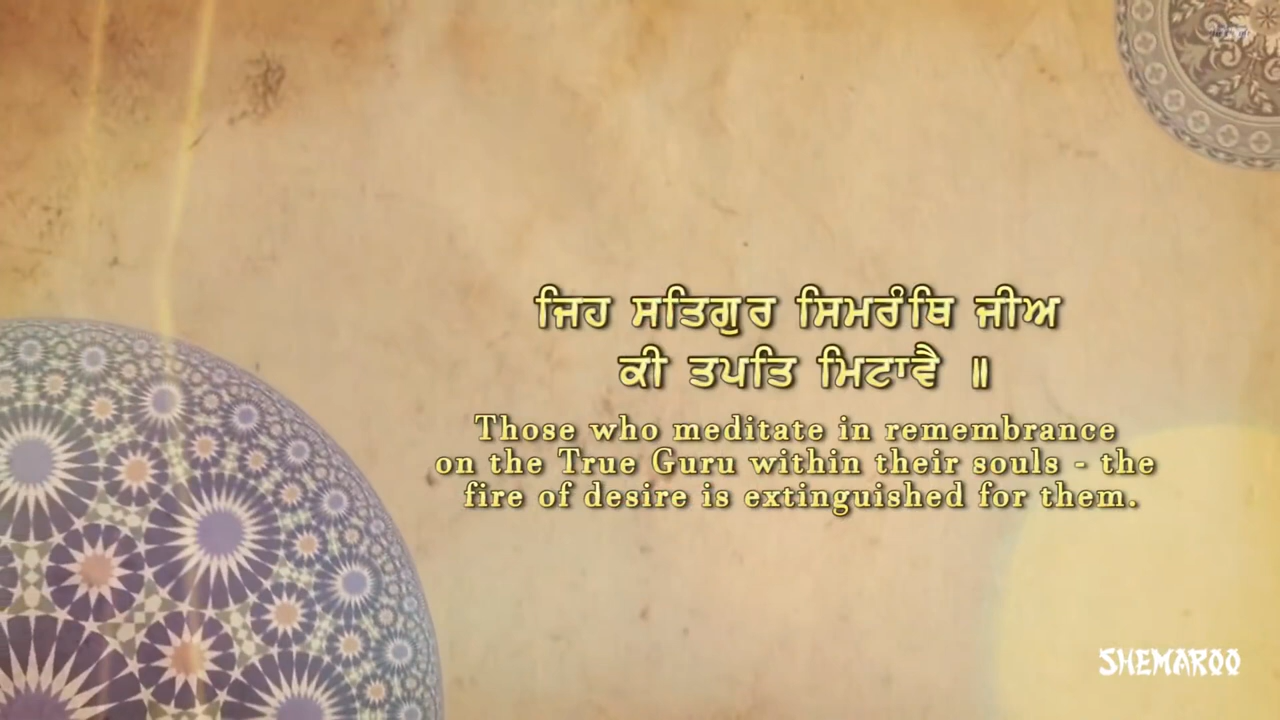 ਜਿਹ ਸਤਿਗੁਰ ਸਿਮਰੰਥਿ ਜੀਅ
ਕੀ ਤਪਤਿ ਮਿਟਾਵੈ ॥
Those who meditate in remembrance
on the True Guru within their souls - the
fire of desire is extinguished for them.
SHEMAROO